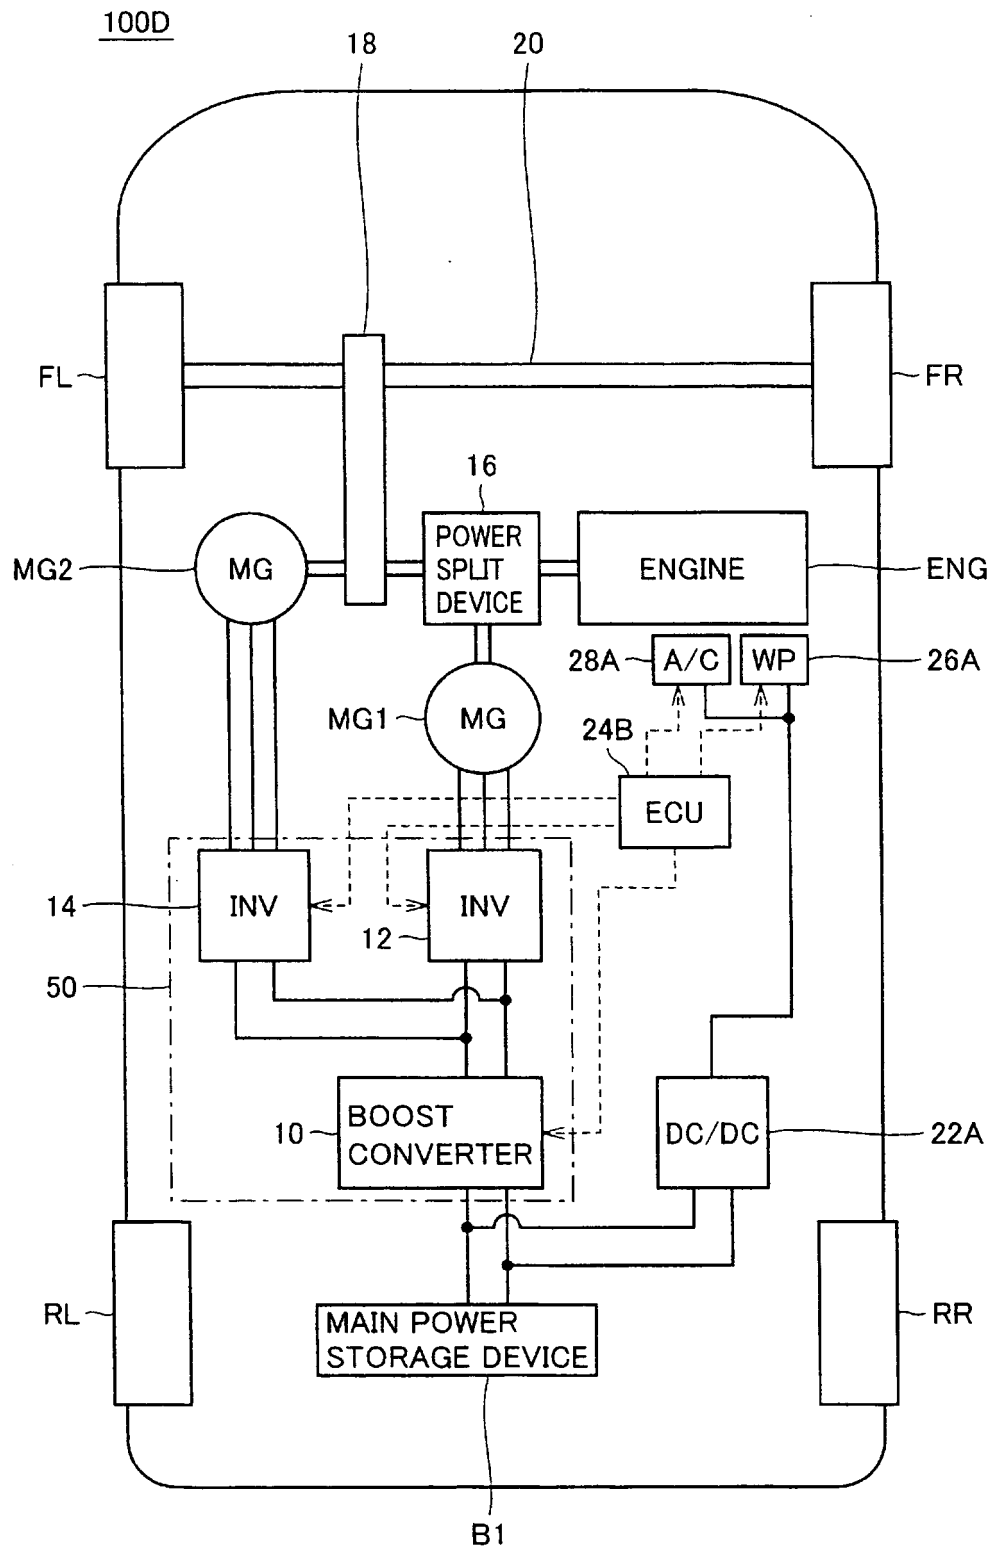 100D
18
20
FL
FR
16
MG2
MG
POWER
SPLIT
DEVICE
ENGINE
ENG
28A
A/C
WP
26A
MG1
MG
24B
ECU
14
INV
12
INV
50
10
BOOST
CONVERTER
DC/DC
22A
RL
RR
MAIN POWER
STORAGE DEVICE
B1